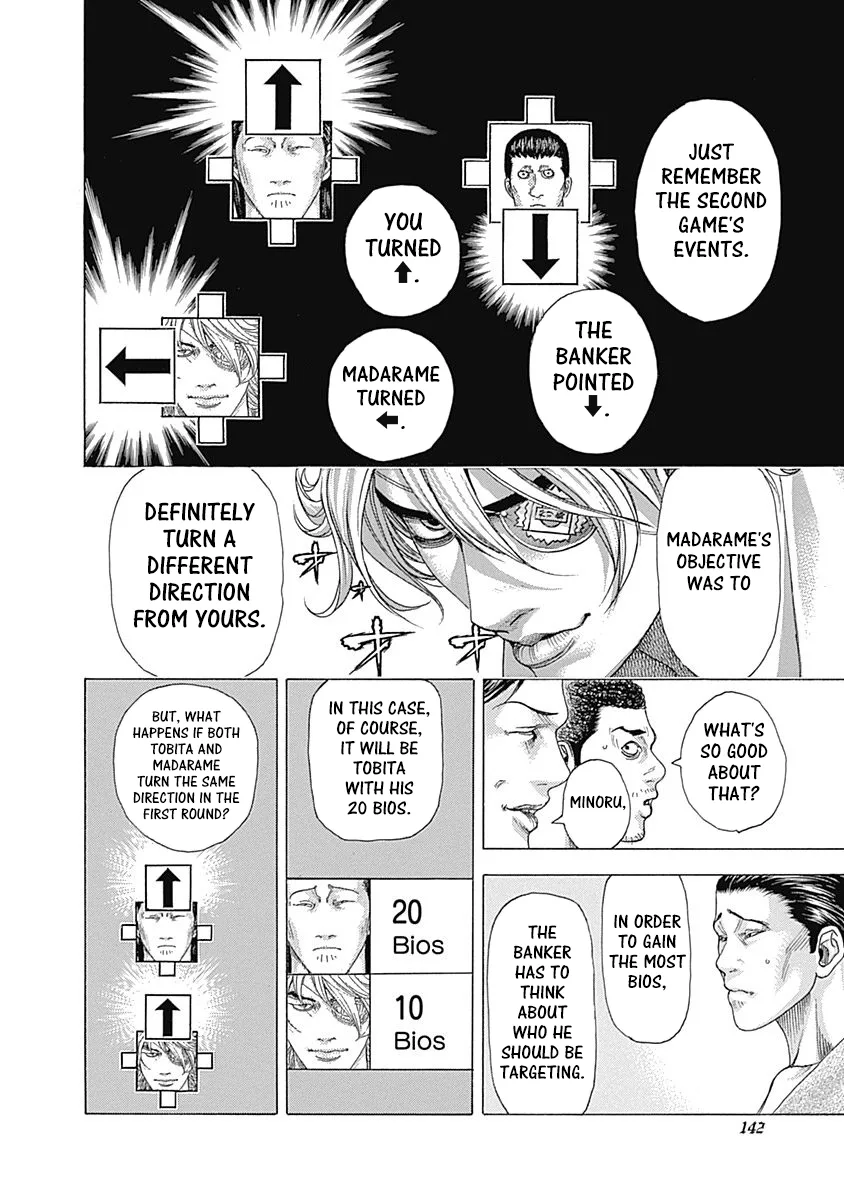 JUST
REMEMBER
THE SECOND
GAME'S
EVENTS.
THE
BANKER
POINTED
⬇.
YOU
TURNED
⬆.
MADARAME
TURNED
⬅.
MADARAME'S
OBJECTIVE
WAS TO
DEFINITELY
TURN A
DIFFERENT
DIRECTION
FROM YOURS.
WHAT'S
SO GOOD
ABOUT
THAT?
MINORU,
IN ORDER
TO GAIN
THE MOST
BIOS,
THE
BANKER
HAS TO
THINK
ABOUT
WHO HE
SHOULD BE
TARGETING.
IN THIS CASE,
OF COURSE,
IT WILL BE
TOBITA
WITH HIS
20 BIOS.
20
Bios
10
Bios
BUT, WHAT
HAPPENS IF BOTH
TOBITA AND
MADARAME
TURN THE SAME
DIRECTION IN THE
FIRST ROUND?
142